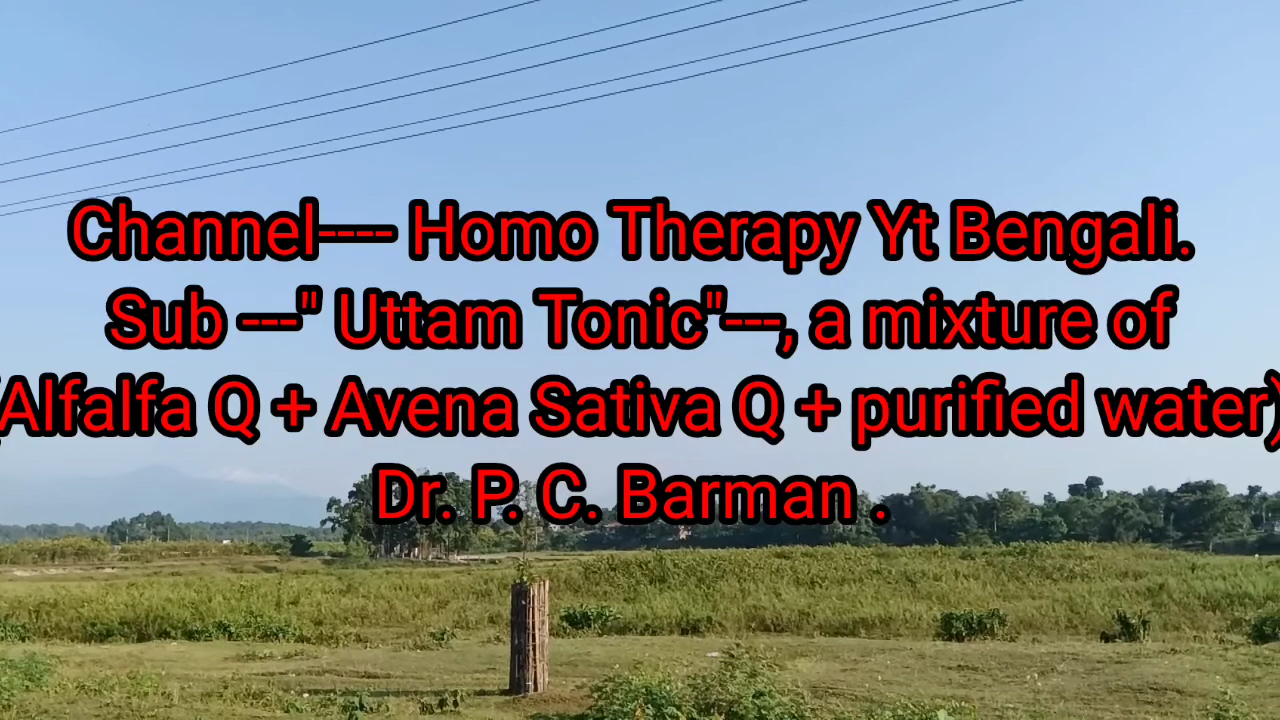 Channel---- Homo Therapy Yt Bengali.
Sub ---" Uttam Tonic"---, a mixture of
(Alfalfa Q + Avena Sativa Q + purified water)
Dr. P. C. Barman .